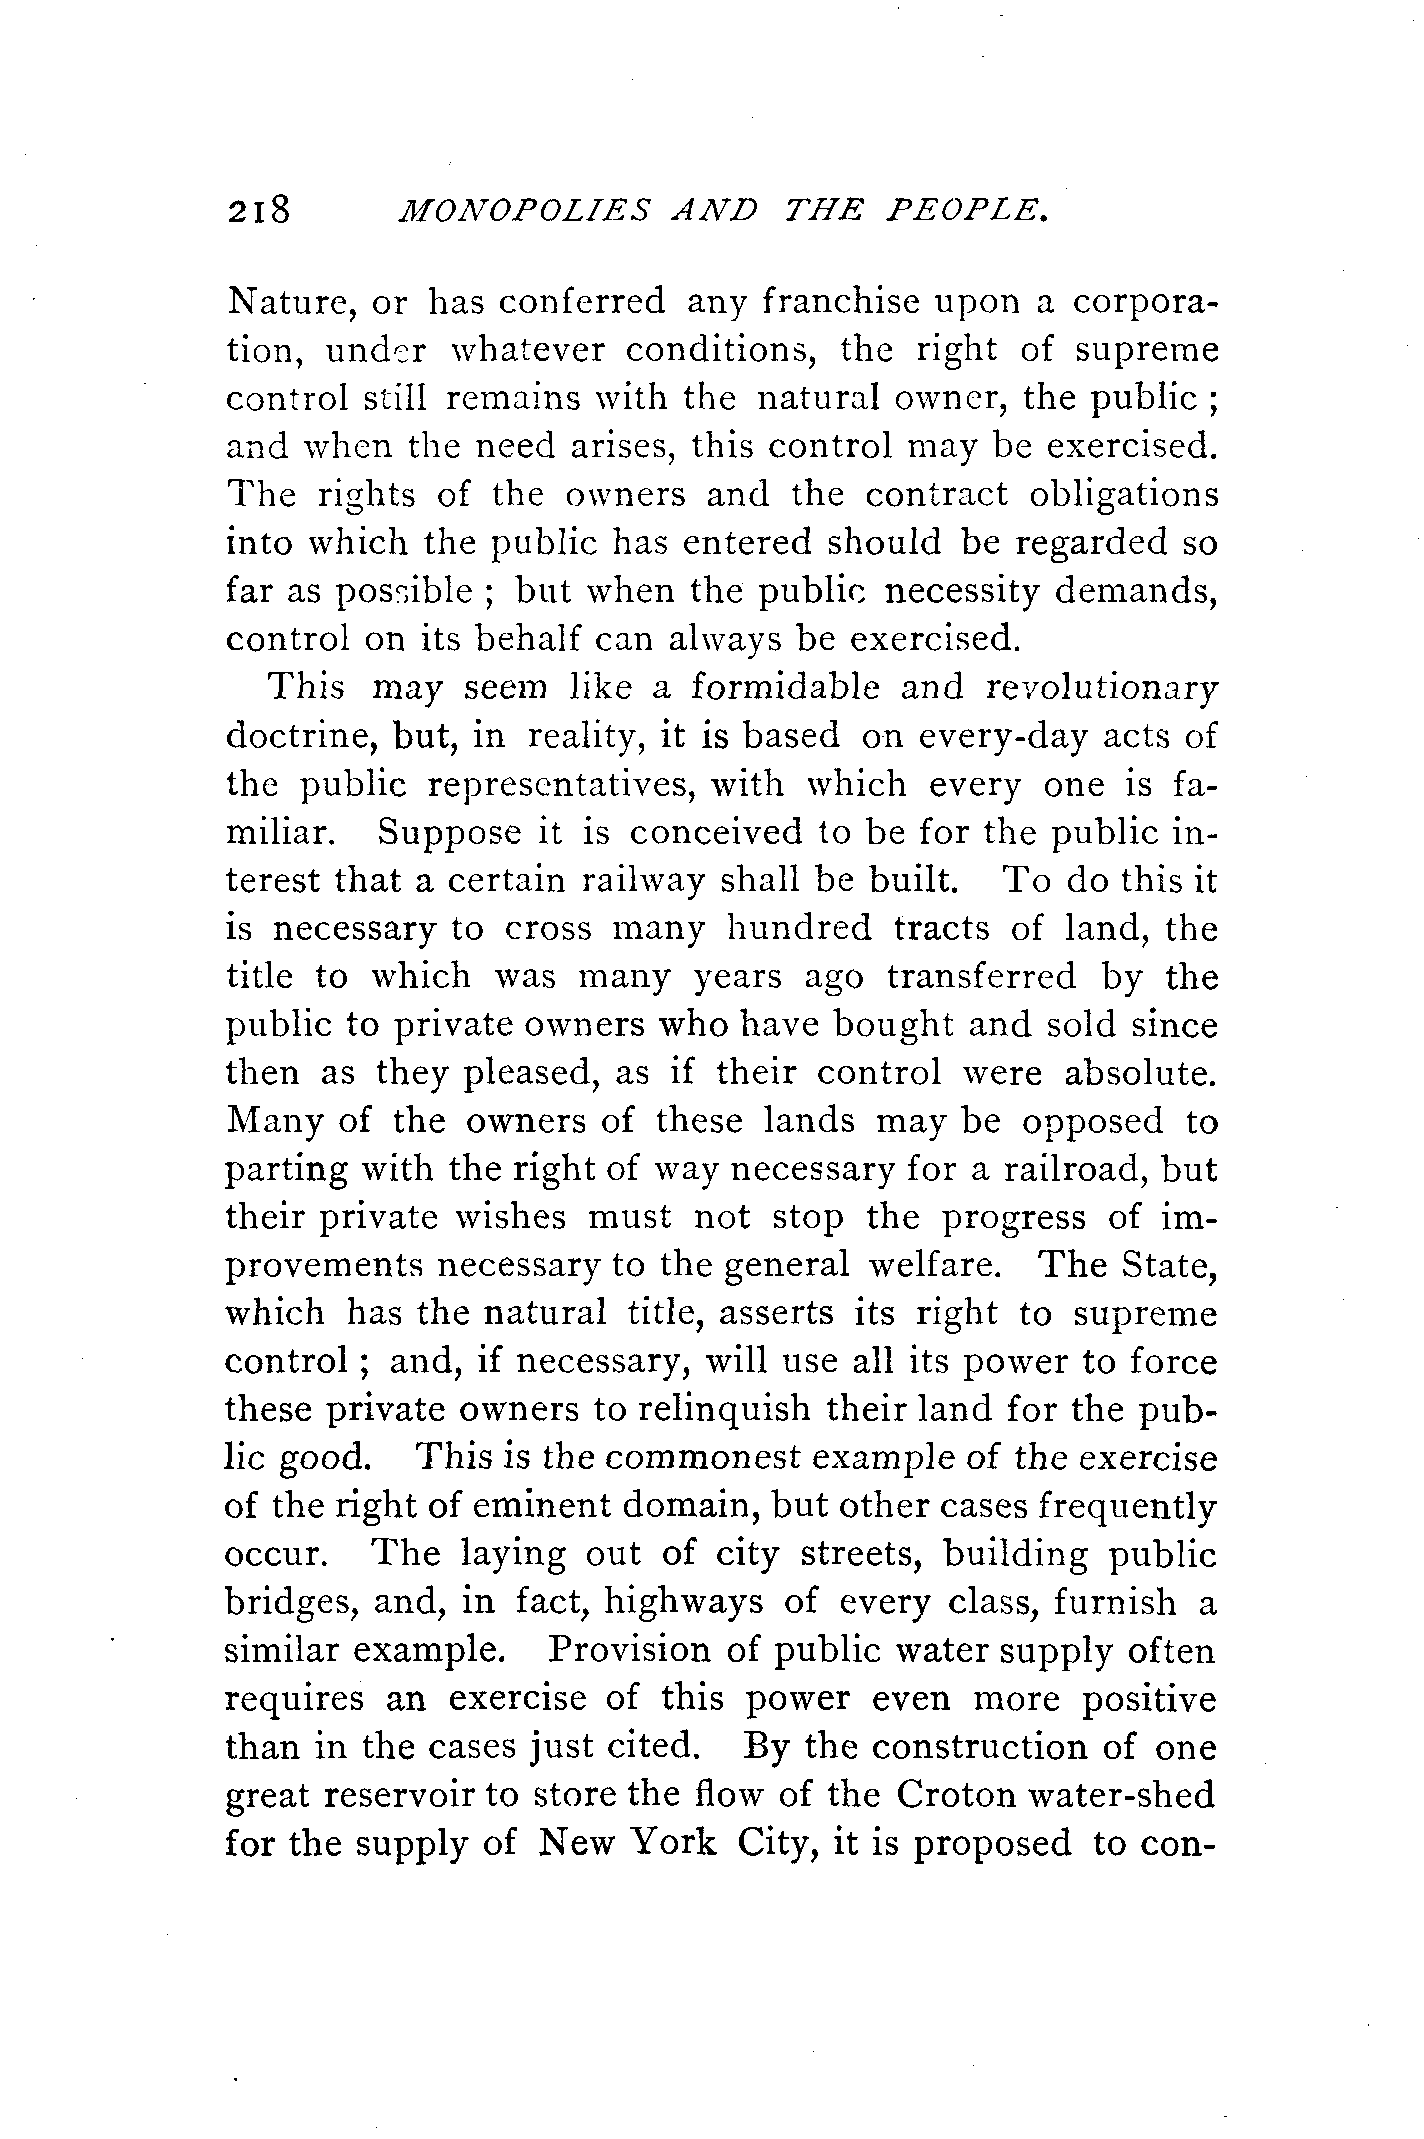 218 MONOPOLIES AND THE PEOPLE.
Nature, or has conferred any franchise upon a corpora-
tion, under whatever conditions, the right of supreme
control still remains with the natural owner, the public ;
and when the need arises, this control may be exercised.
The rights of the owners and the contract obligations
into which the public has entered should be regarded so
far as possible ; but when the public necessity demands,
control on its behalf can always be exercised.
This may seem like a formidable and revolutionary
doctrine, but, in reality, it is based on every-day acts of
the public representatives, with which every one is fa-
miliar. Suppose it is conceived to be for the public in-
terest that a certain railway shall be built. To do this it
is necessary to cross many hundred tracts of land, the
title to which was many years ago transferred by the
public to private owners who have bought and sold since
then as they pleased, as if their control were absolute.
Many of the owners of these lands may be opposed to
parting with the right of way necessary for a railroad, but
their private wishes must not stop the progress of im-
provements necessary to the general welfare. The State,
which has the natural title, asserts its right to supreme
control ; and, if necessary, will use all its power to force
these private owners to relinquish their land for the pub-
lic good. This is the commonest example of the exercise
of the right of eminent domain, but other cases frequently
occur. The laying out of city streets, building public
bridges, and, in fact, highways of every class, furnish a
similar example. Provision of public water supply often
requires an exercise of this power even more positive
than in the cases just cited. By the construction of one
great reservoir to store the flow of the Croton water-shed
for the supply of New York City, it is proposed to con-